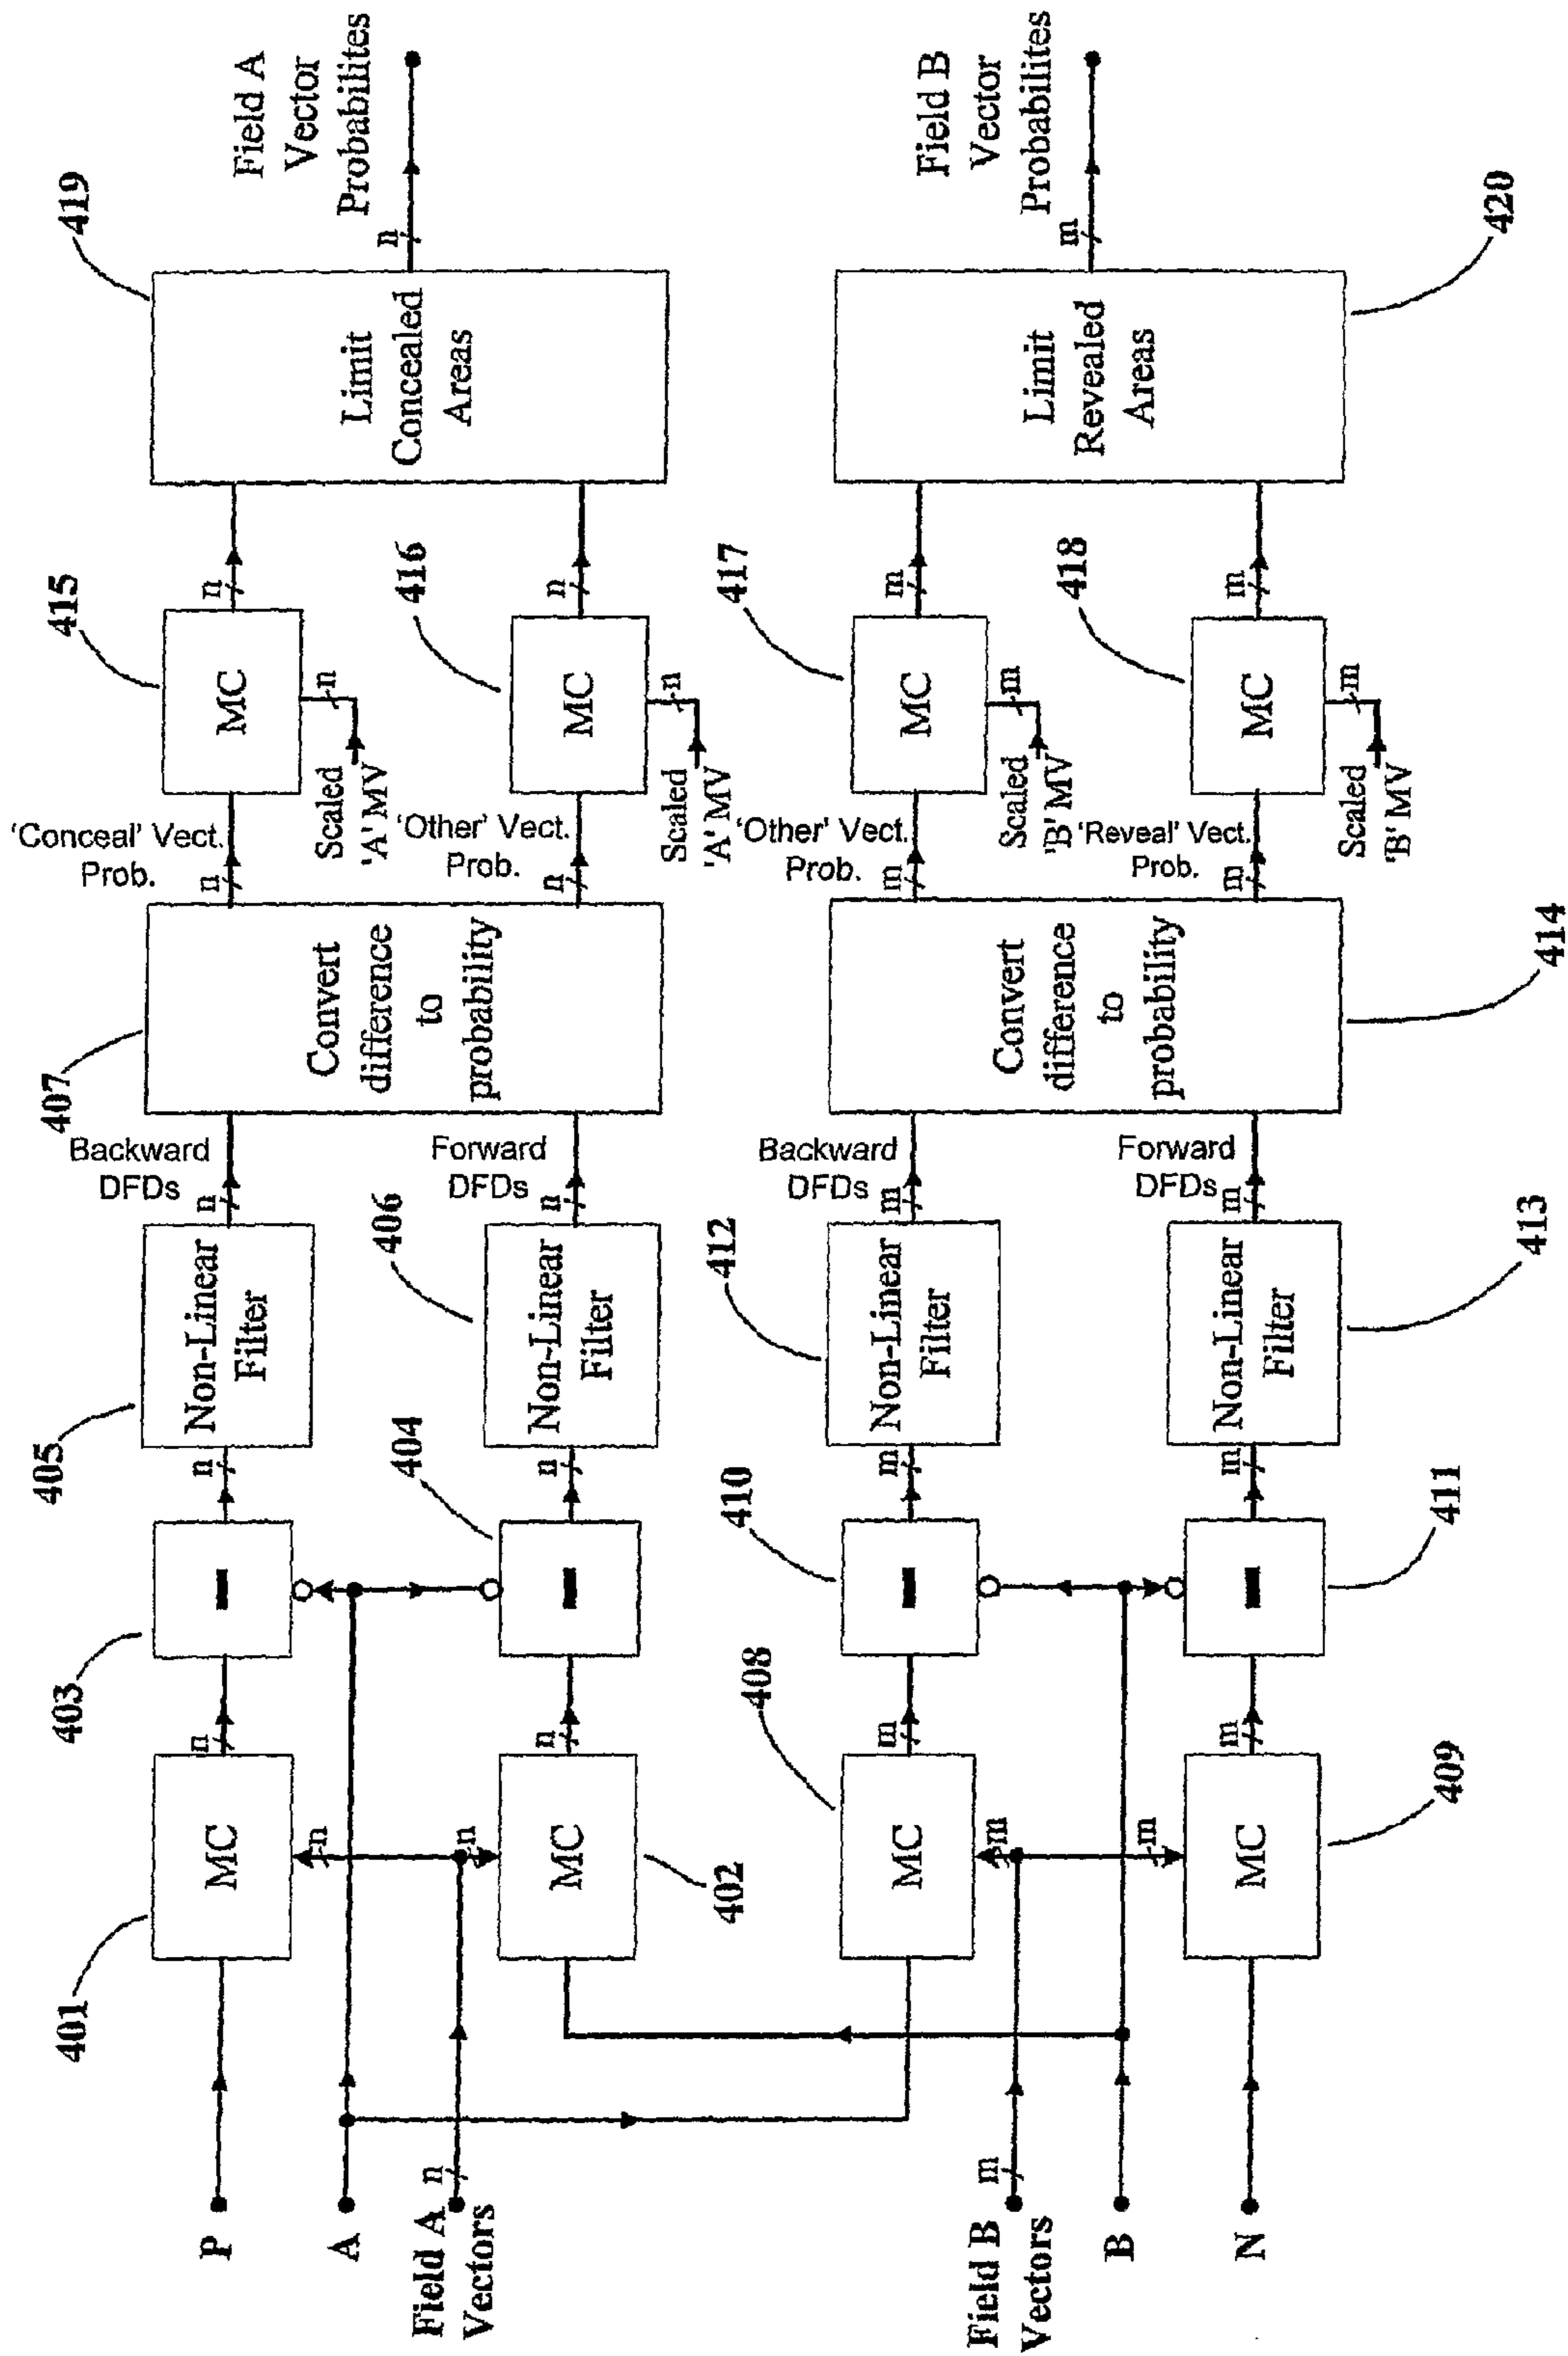 P
A
Field A
Vectors
Field B
Vectors
B
N
n
m
401
MC
n
n
n
402
MC
n
408
MC
m
m
m
409
MC
m
403
404
410
411
n
n
m
m
405
Non-Linear
Filter
406
Non-Linear
Filter
412
Non-Linear
Filter
413
Non-Linear
Filter
Backward
DFDs
n
Forward
DFDs
n
Backward
DFDs
m
Forward
DFDs
m
407
Convert
difference
to
probability
414
Convert
difference
to
probability
'Conceal' Vect.
Prob.
n
'Other' Vect.
Prob.
n
'Other' Vect.
Prob.
m
'Reveal' Vect.
Prob.
m
415
MC
n
Scaled
'A' MV
n
416
MC
n
Scaled
'A' MV
n
417
MC
m
Scaled
'B' MV
m
418
MC
m
Scaled
'B' MV
m
419
Limit
Concealed
Areas
420
Limit
Revealed
Areas
n
Field A
Vector
Probabilites
m
Field B
Vector
Probabilites